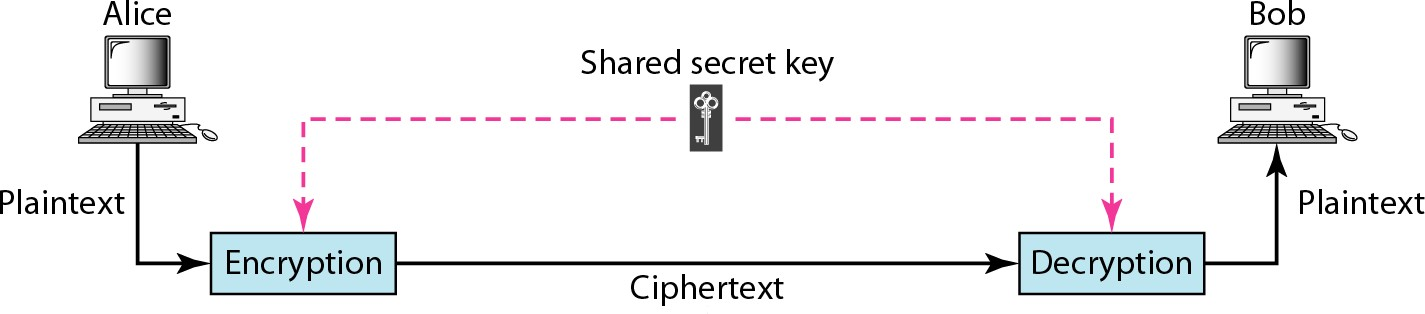 Alice
Bob
Shared secret key
Plaintext
Plaintext
Encryption
Decryption
Ciphertext